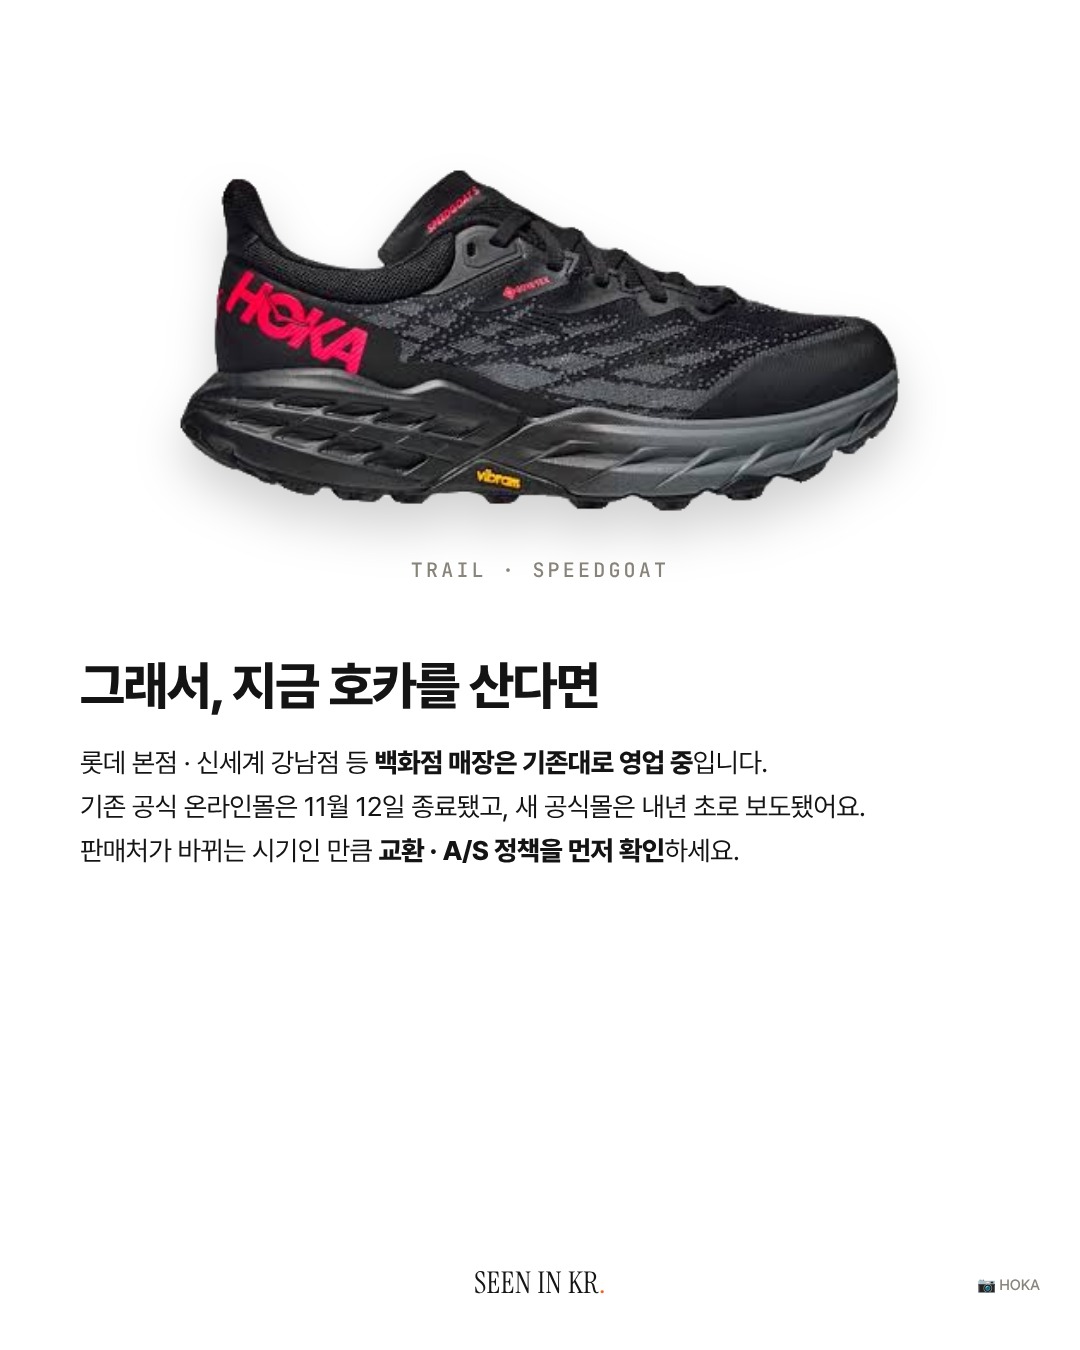 SPEEDGOAT 5
GORE-TEX
HOKA
vibram
TRAIL · SPEEDGOAT
그래서, 지금 호카를 산다면
롯데 본점 · 신세계 강남점 등 백화점 매장은 기존대로 영업 중입니다.
기존 공식 온라인몰은 11월 12일 종료됐고, 새 공식몰은 내년 초로 보도됐어요.
판매처가 바뀌는 시기인 만큼 교환 · A/S 정책을 먼저 확인하세요.
SEEN IN KR.
📷 HOKA